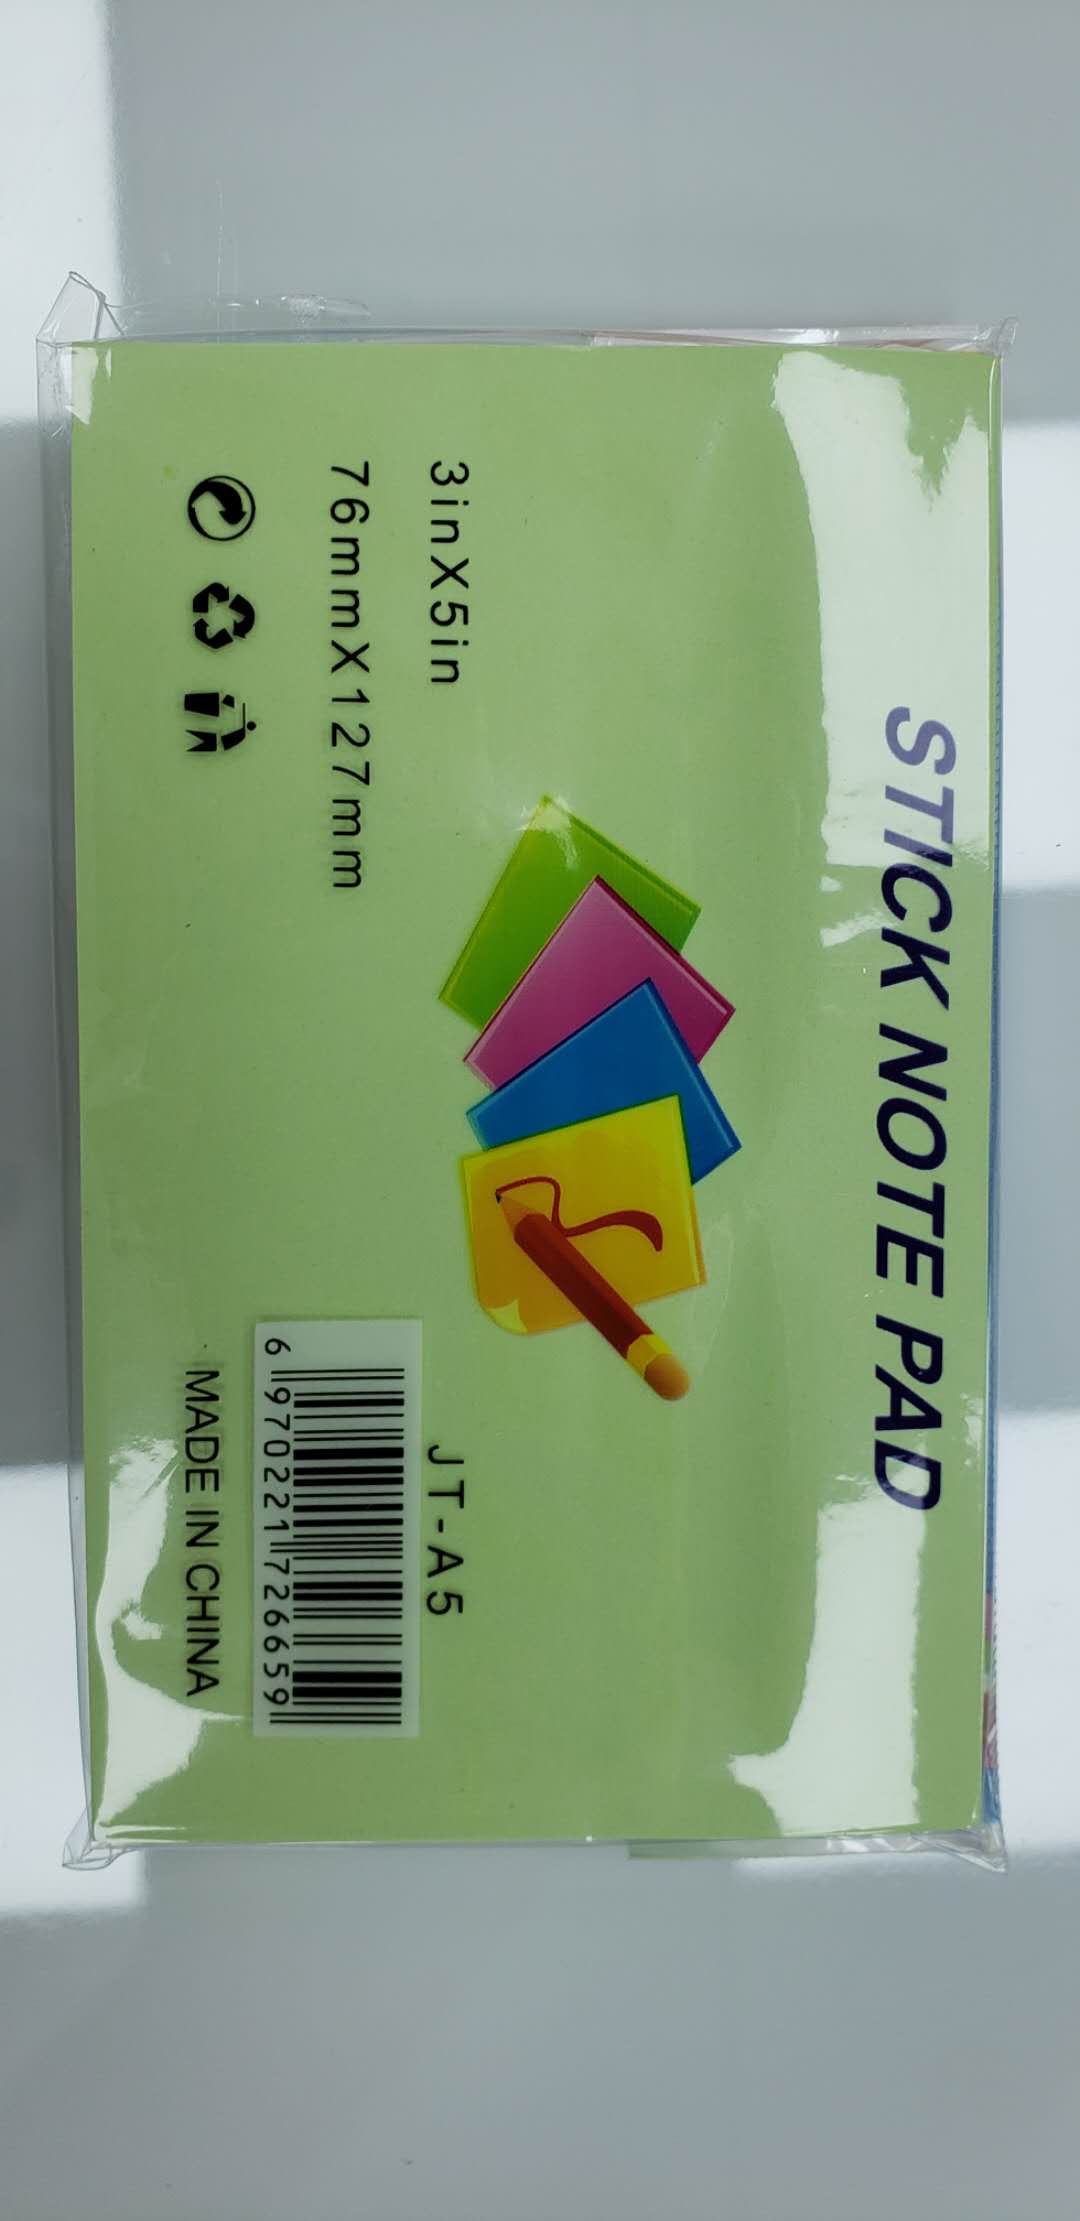 STICK NOTE PAD
3inX5in
76mmX127mm
JT-A5
6 970221 726659
MADE IN CHINA